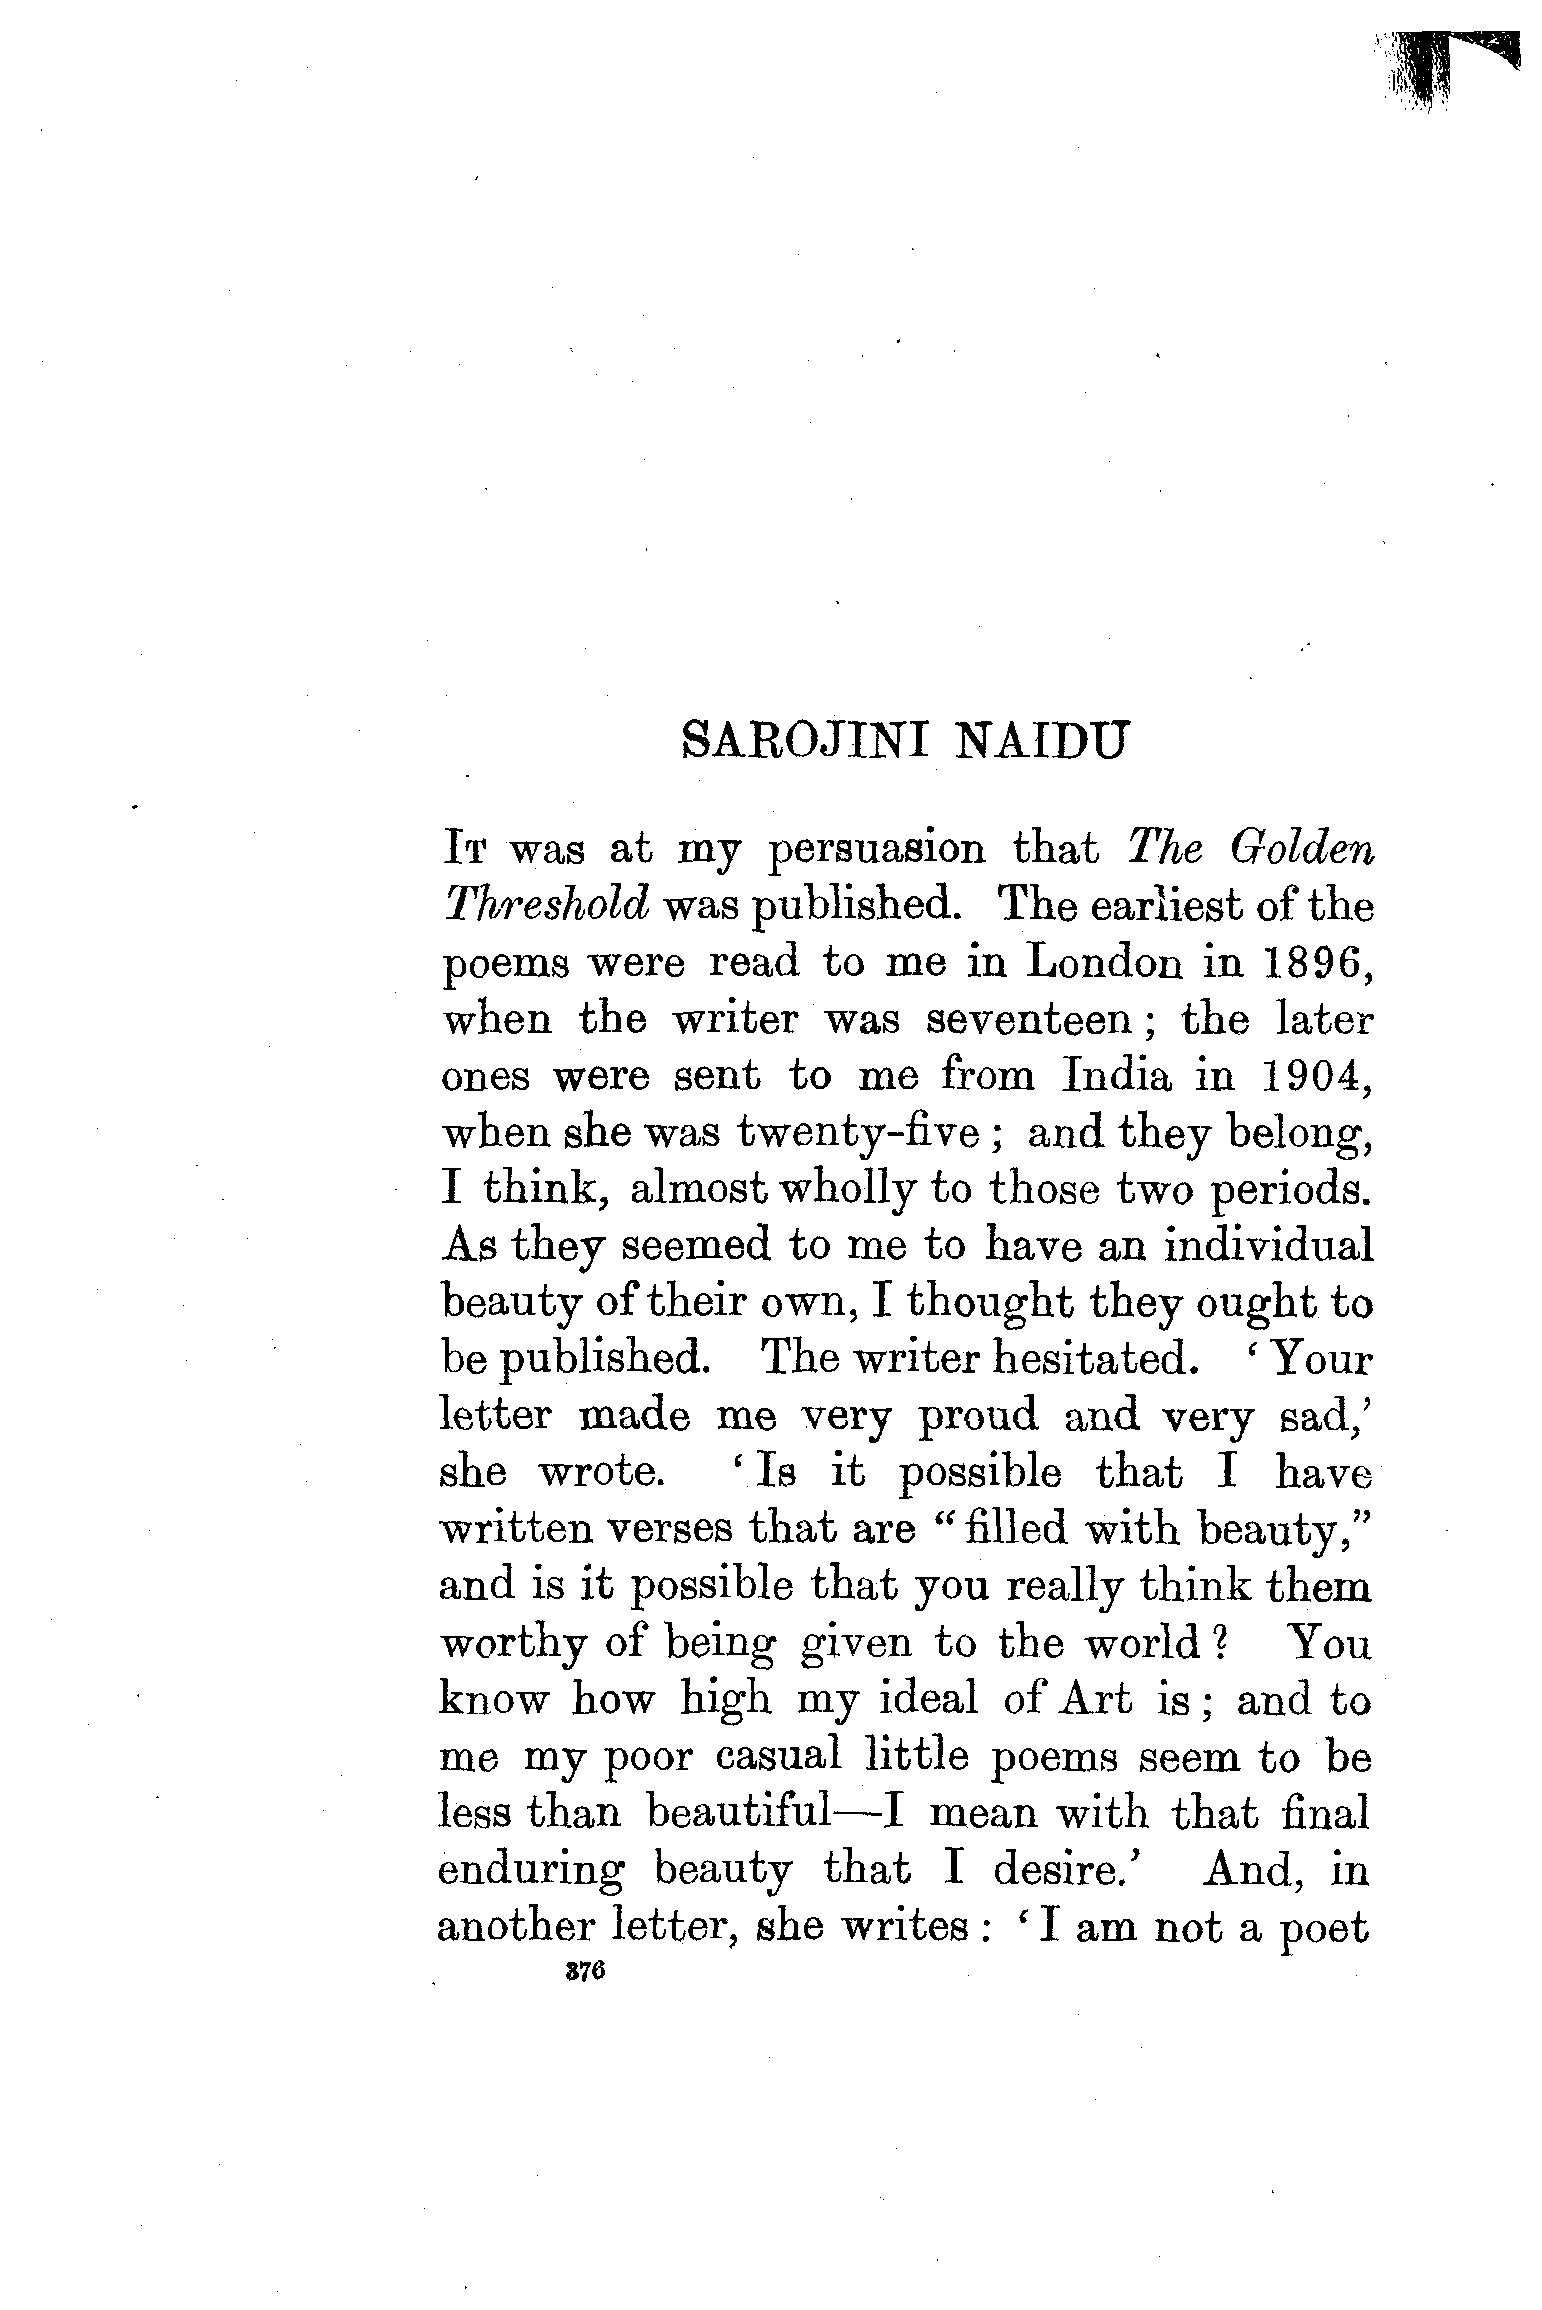 SAROJINI NAIDU
IT was at my persuasion that The Golden
Threshold was published. The earliest of the
poems were read to me in London in 1896,
when the writer was seventeen ; the later
ones were sent to me from India in 1904,
when she was twenty-five ; and they belong,
I think, almost wholly to those two periods.
As they seemed to me to have an individual
beauty of their own, I thought they ought to
be published. The writer hesitated. ‘ Your
letter made me very proud and very sad,’
she wrote. ‘ Is it possible that I have
written verses that are “ filled with beauty,”
and is it possible that you really think them
worthy of being given to the world ? You
know how high my ideal of Art is ; and to
me my poor casual little poems seem to be
less than beautiful—I mean with that final
enduring beauty that I desire.’ And, in
another letter, she writes : ‘ I am not a poet
376